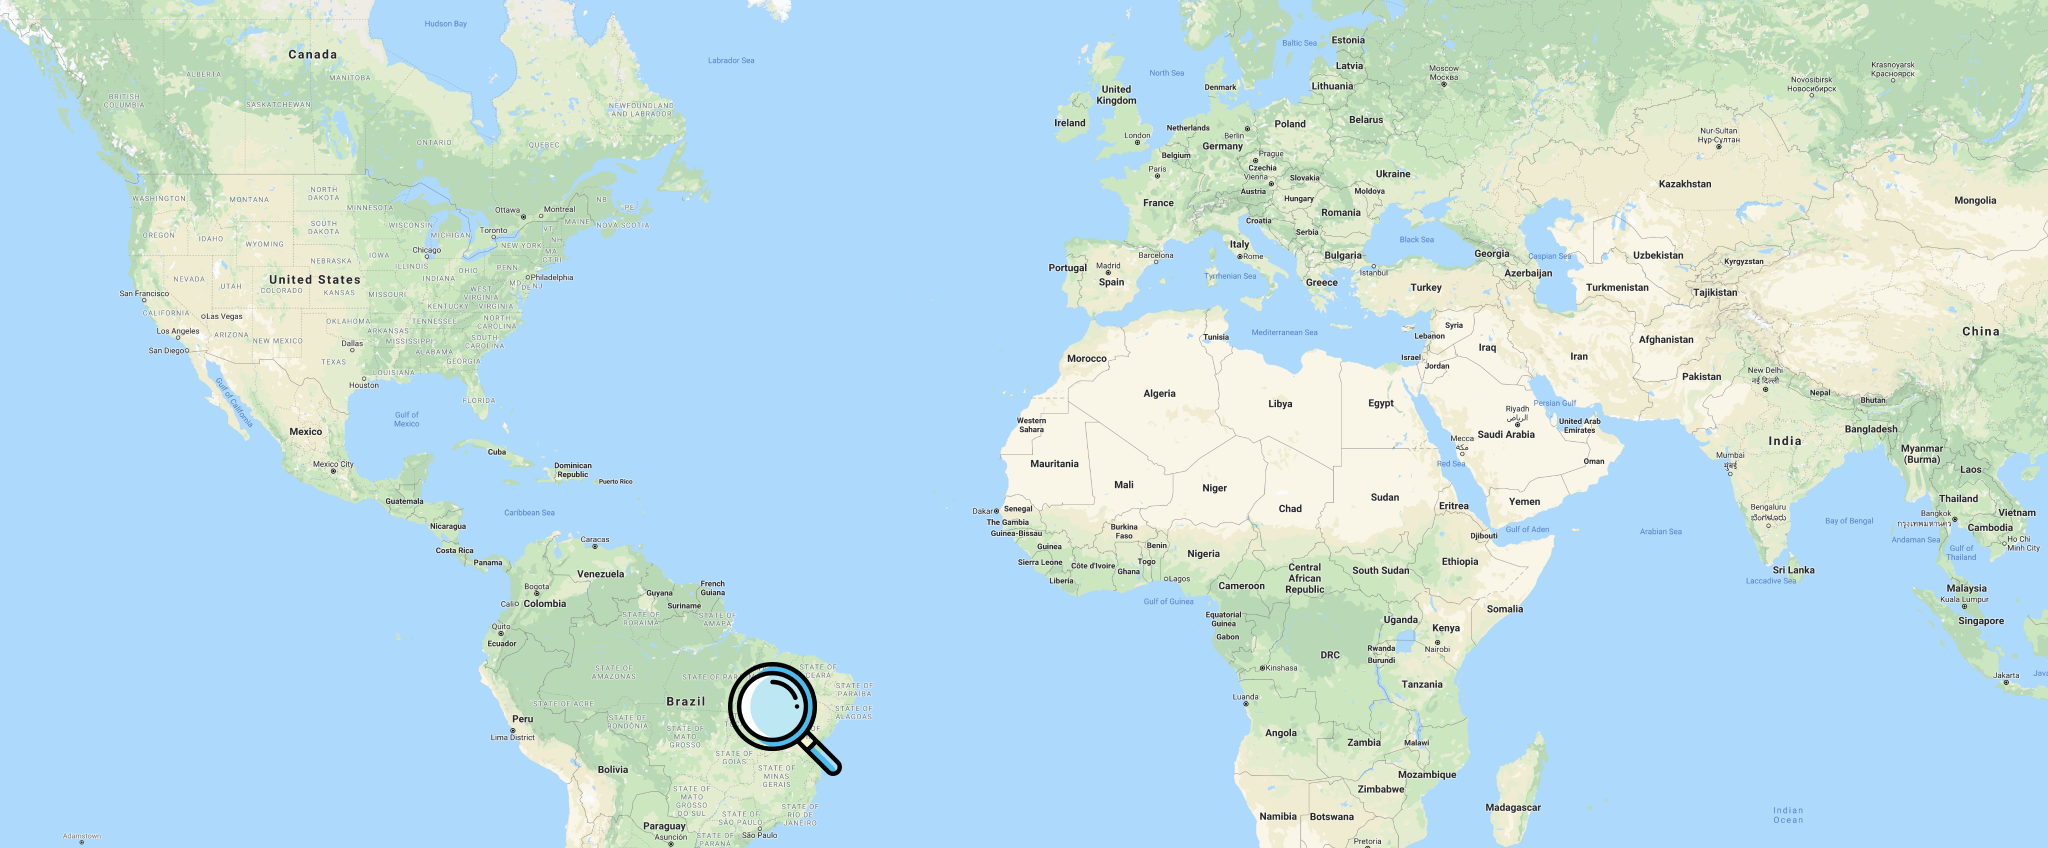 Hudson Bay
Labrador Sea
Canada
ALBERTA
MANITOBA
BRITISH
COLUMBIA
SASKATCHEWAN
NEWFOUNDLAND
AND LABRADOR
ONTARIO
QUEBEC
WASHINGTON
MONTANA
NORTH
DAKOTA
MINNESOTA
Ottawa
Montreal
NB
PE
NOVA SCOTIA
MAINE
OREGON
IDAHO
WYOMING
SOUTH
DAKOTA
WISCONSIN
MICHIGAN
Toronto
VT
NH
NEW YORK
MA
CT RI
Chicago
NEBRASKA
IOWA
ILLINOIS
INDIANA
OHIO
PENN
Philadelphia
MD
DE
NJ
NEVADA
UTAH
United States
COLORADO
KANSAS
MISSOURI
WEST
VIRGINIA
KENTUCKY
VIRGINIA
San Francisco
CALIFORNIA
Las Vegas
Los Angeles
ARIZONA
NEW MEXICO
OKLAHOMA
ARKANSAS
TENNESSEE
NORTH
CAROLINA
MISSISSIPPI
SOUTH
CAROLINA
San Diego
Dallas
ALABAMA
GEORGIA
TEXAS
LOUISIANA
Houston
FLORIDA
Gulf of California
Gulf of
Mexico
Mexico
Mexico City
Cuba
Dominican
Republic
Puerto Rico
Guatemala
Caribbean Sea
Nicaragua
Costa Rica
Panama
Caracas
Venezuela
Bogota
Cali
Colombia
Guyana
French
Guiana
Suriname
STATE OF
RORAIMA
STATE OF
AMAPÁ
Quito
Ecuador
STATE OF
AMAZONAS
STATE OF PAR
STATE OF
CEARÁ
STATE OF
PARAÍBA
STATE OF ACRE
Brazil
STATE OF
ALAGOAS
Peru
Lima District
STATE OF
RONDÔNIA
STATE OF
MATO
GROSSO
OF
STATE OF
GOIÁS
Bolivia
STATE OF
MINAS
GERAIS
STATE OF
MATO
GROSSO
DO SUL
STATE OF
RIO DE
JANEIRO
STATE OF
SÃO PAULO
São Paulo
Paraguay
Asunción
STATE OF
PARANÁ
Adamstown
North Sea
Baltic Sea
Estonia
Latvia
Lithuania
Moscow
Москва
Novosibirsk
Новосибирск
Krasnoyarsk
Красноярск
Denmark
United
Kingdom
Ireland
London
Netherlands
Berlin
Poland
Belarus
Germany
Belgium
Prague
Czechia
Paris
Vienna
Slovakia
Ukraine
Austria
Hungary
Moldova
France
Croatia
Romania
Serbia
Nur-Sultan
Нұр-Сұлтан
Kazakhstan
Mongolia
Black Sea
Italy
Rome
Bulgaria
Georgia
Caspian Sea
Uzbekistan
Kyrgyzstan
Portugal
Madrid
Spain
Barcelona
Tyrrhenian Sea
Istanbul
Greece
Azerbaijan
Turkey
Turkmenistan
Tajikistan
China
Mediterranean Sea
Tunisia
Syria
Lebanon
Iraq
Iran
Afghanistan
Morocco
Israel
Jordan
Pakistan
New Delhi
नई दिल्ली
Nepal
Bhutan
Algeria
Libya
Egypt
Riyadh
الرياض
Persian Gulf
United Arab
Emirates
Saudi Arabia
Western
Sahara
Mecca
مكة
Red Sea
Oman
India
Mumbai
मुंबई
Bangladesh
Myanmar
(Burma)
Laos
Mauritania
Mali
Niger
Chad
Sudan
Eritrea
Yemen
Gulf of Aden
Djibouti
Arabian Sea
Bengaluru
ಬೆಂಗಳೂರು
Bay of Bengal
Thailand
Bangkok
กรุงเทพมหานคร
Vietnam
Cambodia
Ho Chi
Minh City
Andaman Sea
Gulf of
Thailand
Dakar
Senegal
The Gambia
Guinea-Bissau
Guinea
Sierra Leone
Liberia
Burkina
Faso
Côte d'Ivoire
Ghana
Togo
Benin
Lagos
Nigeria
Gulf of Guinea
Cameroon
Central
African
Republic
South Sudan
Ethiopia
Somalia
Sri Lanka
Laccadive Sea
Malaysia
Kuala Lumpur
Singapore
Equatorial
Guinea
Gabon
Uganda
Kenya
Nairobi
Rwanda
Burundi
DRC
Kinshasa
Tanzania
Luanda
Angola
Zambia
Malawi
Mozambique
Zimbabwe
Namibia
Botswana
Pretoria
Madagascar
Jakarta
Java
Indian
Ocean